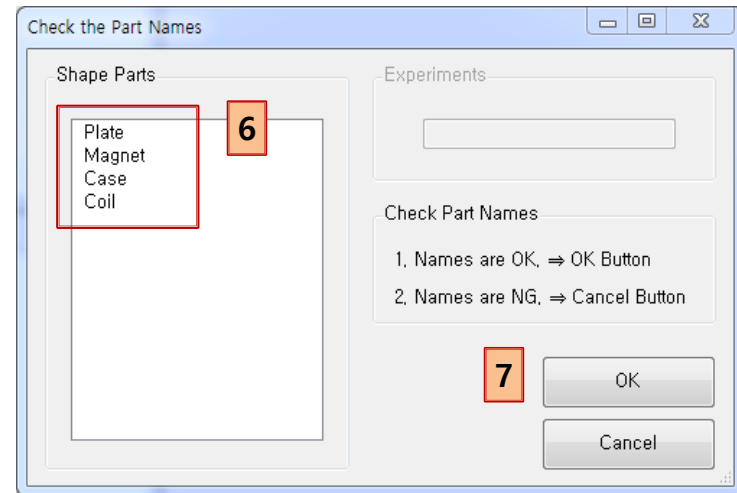 Check the Part Names
Shape Parts
6
Plate
Magnet
Case
Coil
Experiments
Check Part Names
1, Names are OK, ⇒ OK Button
2, Names are NG, ⇒ Cancel Button
7
OK
Cancel